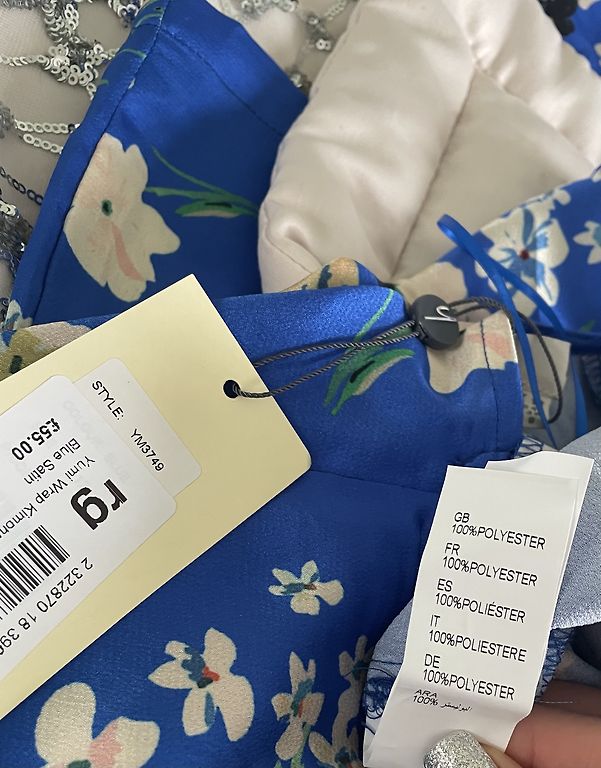 STYLE: YM3749
rg
Yumi Wrap Kimono
Blue Satin
£55.00
2 322870 18 39
GB
100%POLYESTER
FR
100%POLYESTER
ES
100%POLIÉSTER
IT
100%POLIESTERE
DE
100%POLYESTER
ARA
100%